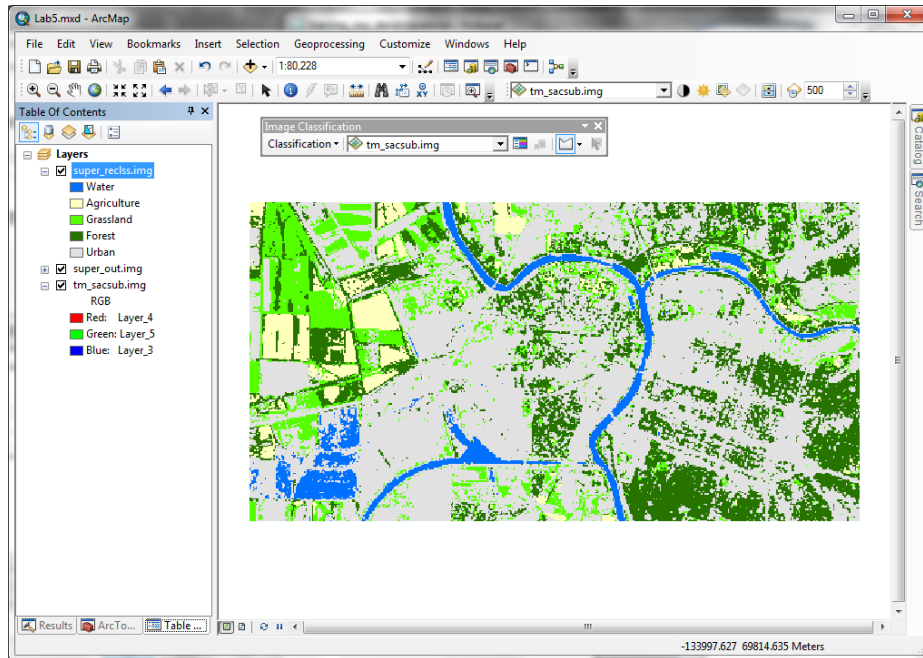 Lab5.mxd - ArcMap
File Edit View Bookmarks Insert Selection Geoprocessing Customize Windows Help
1:80,228
tm_sacsub.img 500
Table Of Contents
Image Classification
Classification tm_sacsub.img
Layers
super_reclss.img
Water
Agriculture
Grassland
Forest
Urban
super_out.img
tm_sacsub.img
RGB
Red: Layer_4
Green: Layer_5
Blue: Layer_3
Catalog
Search
Results ArcTo... Table ...
-133997.627 69814.635 Meters